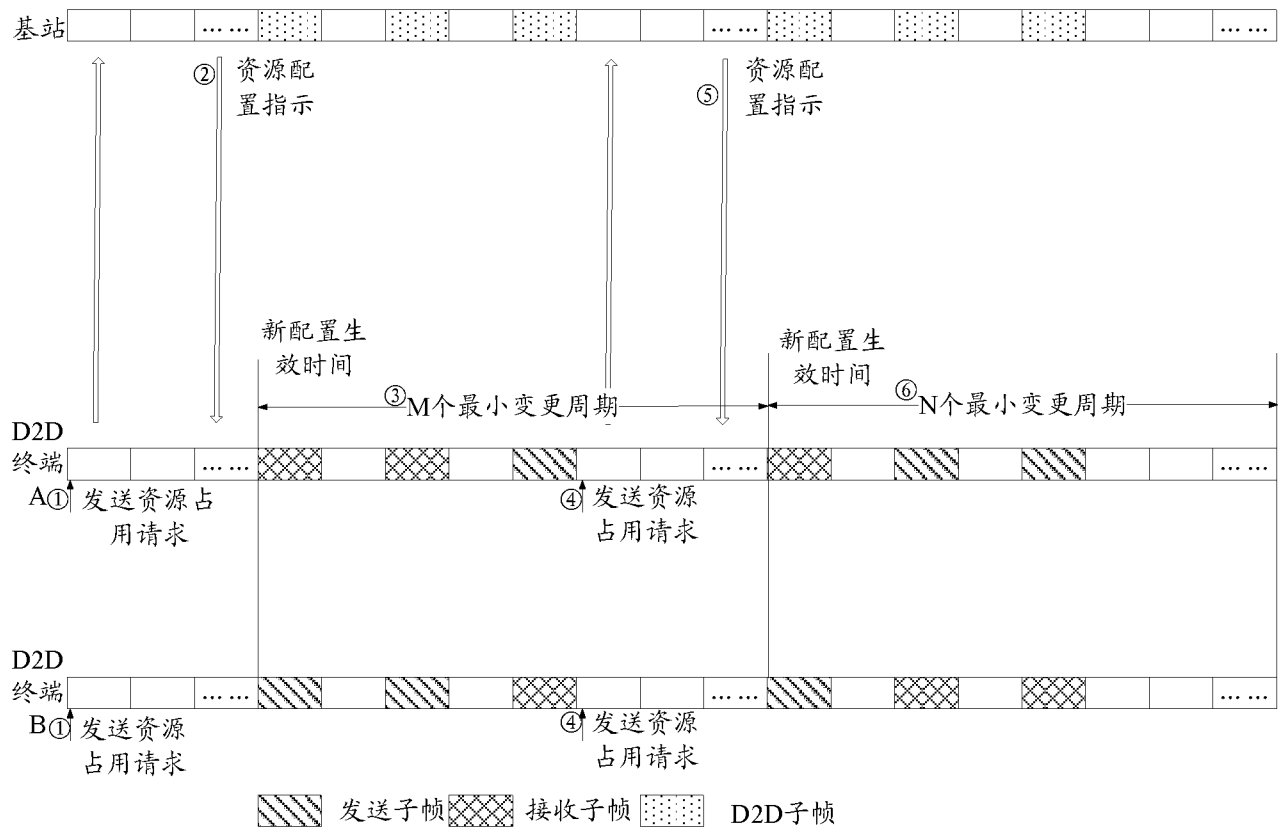 基站
... ...
... ...
... ...
②
资源配
置指示
⑤
资源配
置指示
新配置生
效时间
新配置生
效时间
③
M个最小变更周期
⑥
N个最小变更周期
D2D
终端
A
... ...
... ...
... ...
①
发送资源占
用请求
④
发送资源
占用请求
D2D
终端
B
... ...
... ...
... ...
①
发送资源
占用请求
④
发送资源
占用请求
发送子帧
接收子帧
D2D子帧